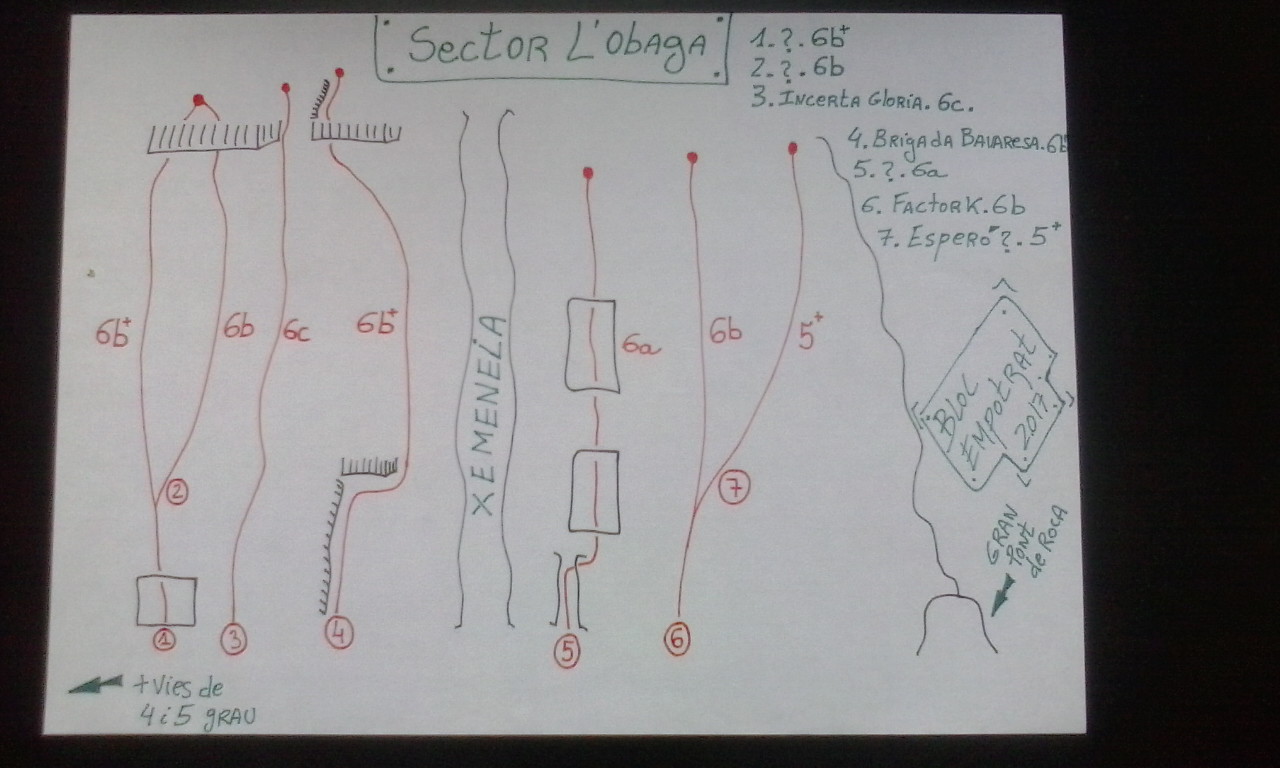 Sector L'Obaga
1.?.6b+
2.?.6b
3.Incerta Gloria.6c.
4.Brigada Bavaresa.6b+
5.?.6a
6.Factor K.6b
7.Esperó?.5+
6b+
6b
6c
6b+
XEMENEIA
6a
6b
5+
BLOC
EMPOTRAT
2017
GRAN
PONT
de ROCA
1
2
3
4
5
6
7
+Vies de
4 i 5 grau